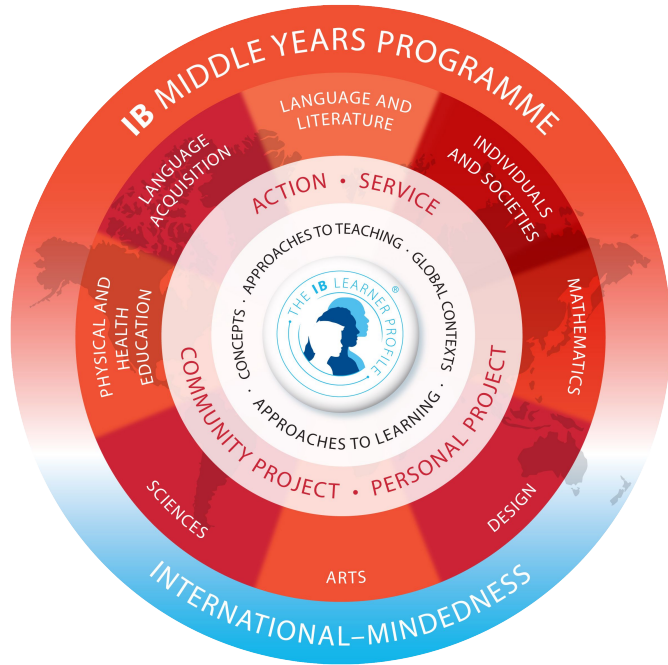 IB MIDDLE YEARS PROGRAMME
LANGUAGE AND
LITERATURE
INDIVIDUALS
AND SOCIETIES
MATHEMATICS
DESIGN
ARTS
SCIENCES
PHYSICAL AND
HEALTH
EDUCATION
LANGUAGE
ACQUISITION
ACTION • SERVICE
COMMUNITY PROJECT • PERSONAL PROJECT
APPROACHES TO TEACHING · GLOBAL CONTEXTS ·
APPROACHES TO LEARNING · CONCEPTS ·
THE IB LEARNER PROFILE ®
INTERNATIONAL–MINDEDNESS